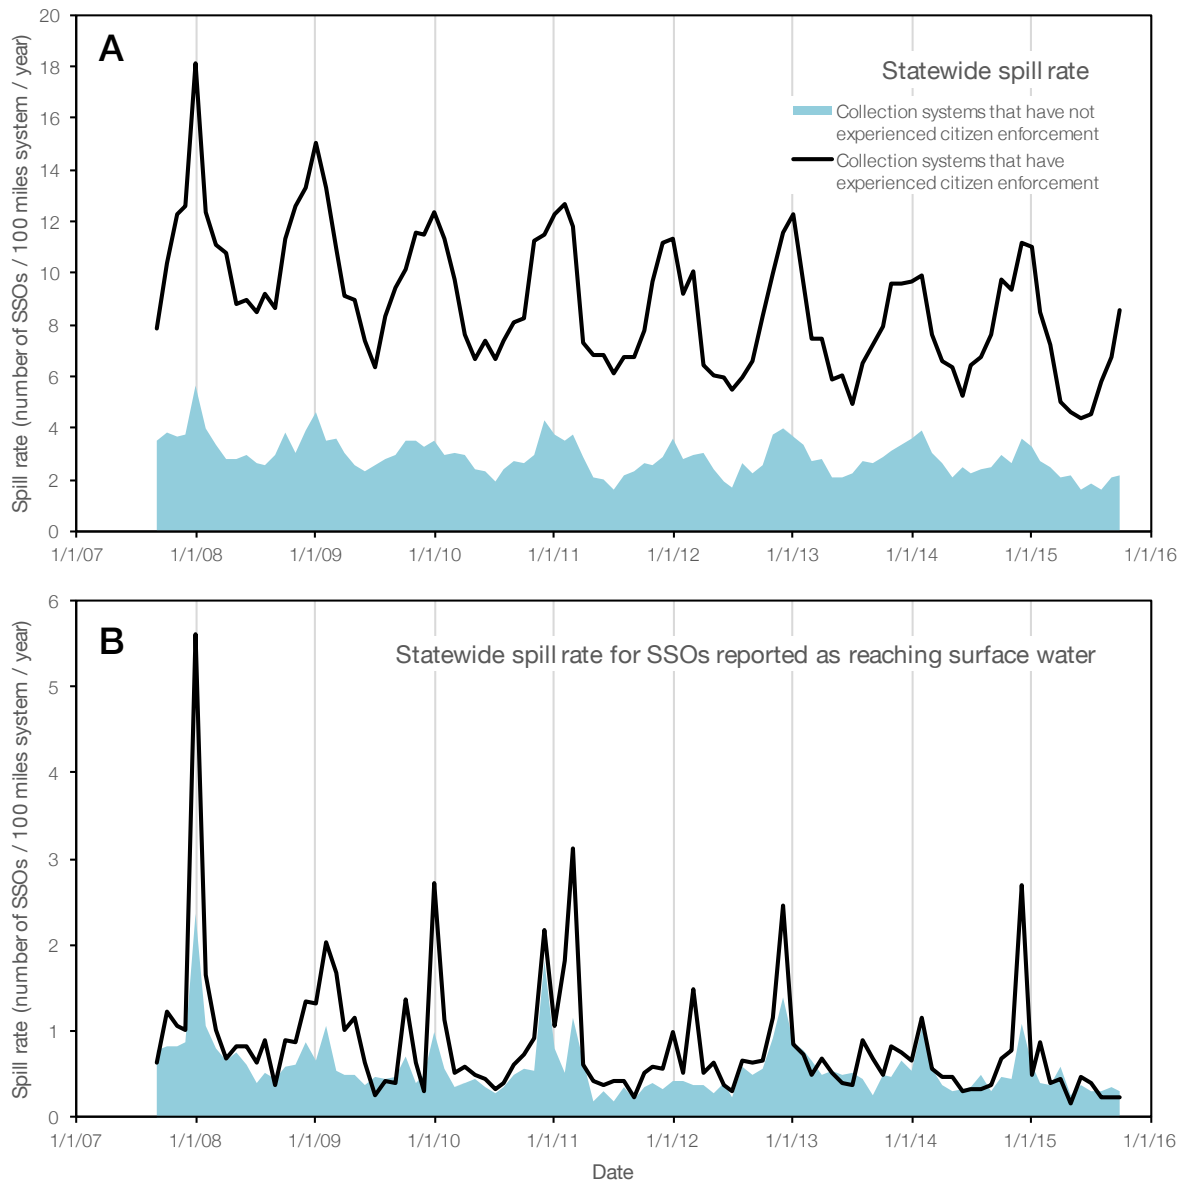 A
Statewide spill rate
Collection systems that have not
experienced citizen enforcement
Collection systems that have
experienced citizen enforcement
Spill rate (number of SSOs / 100 miles system / year)
20
18
16
14
12
10
8
6
4
2
0
1/1/07 1/1/08 1/1/09 1/1/10 1/1/11 1/1/12 1/1/13 1/1/14 1/1/15 1/1/16
B
Statewide spill rate for SSOs reported as reaching surface water
Spill rate (number of SSOs / 100 miles system / year)
6
5
4
3
2
1
0
1/1/07 1/1/08 1/1/09 1/1/10 1/1/11 1/1/12 1/1/13 1/1/14 1/1/15 1/1/16
Date